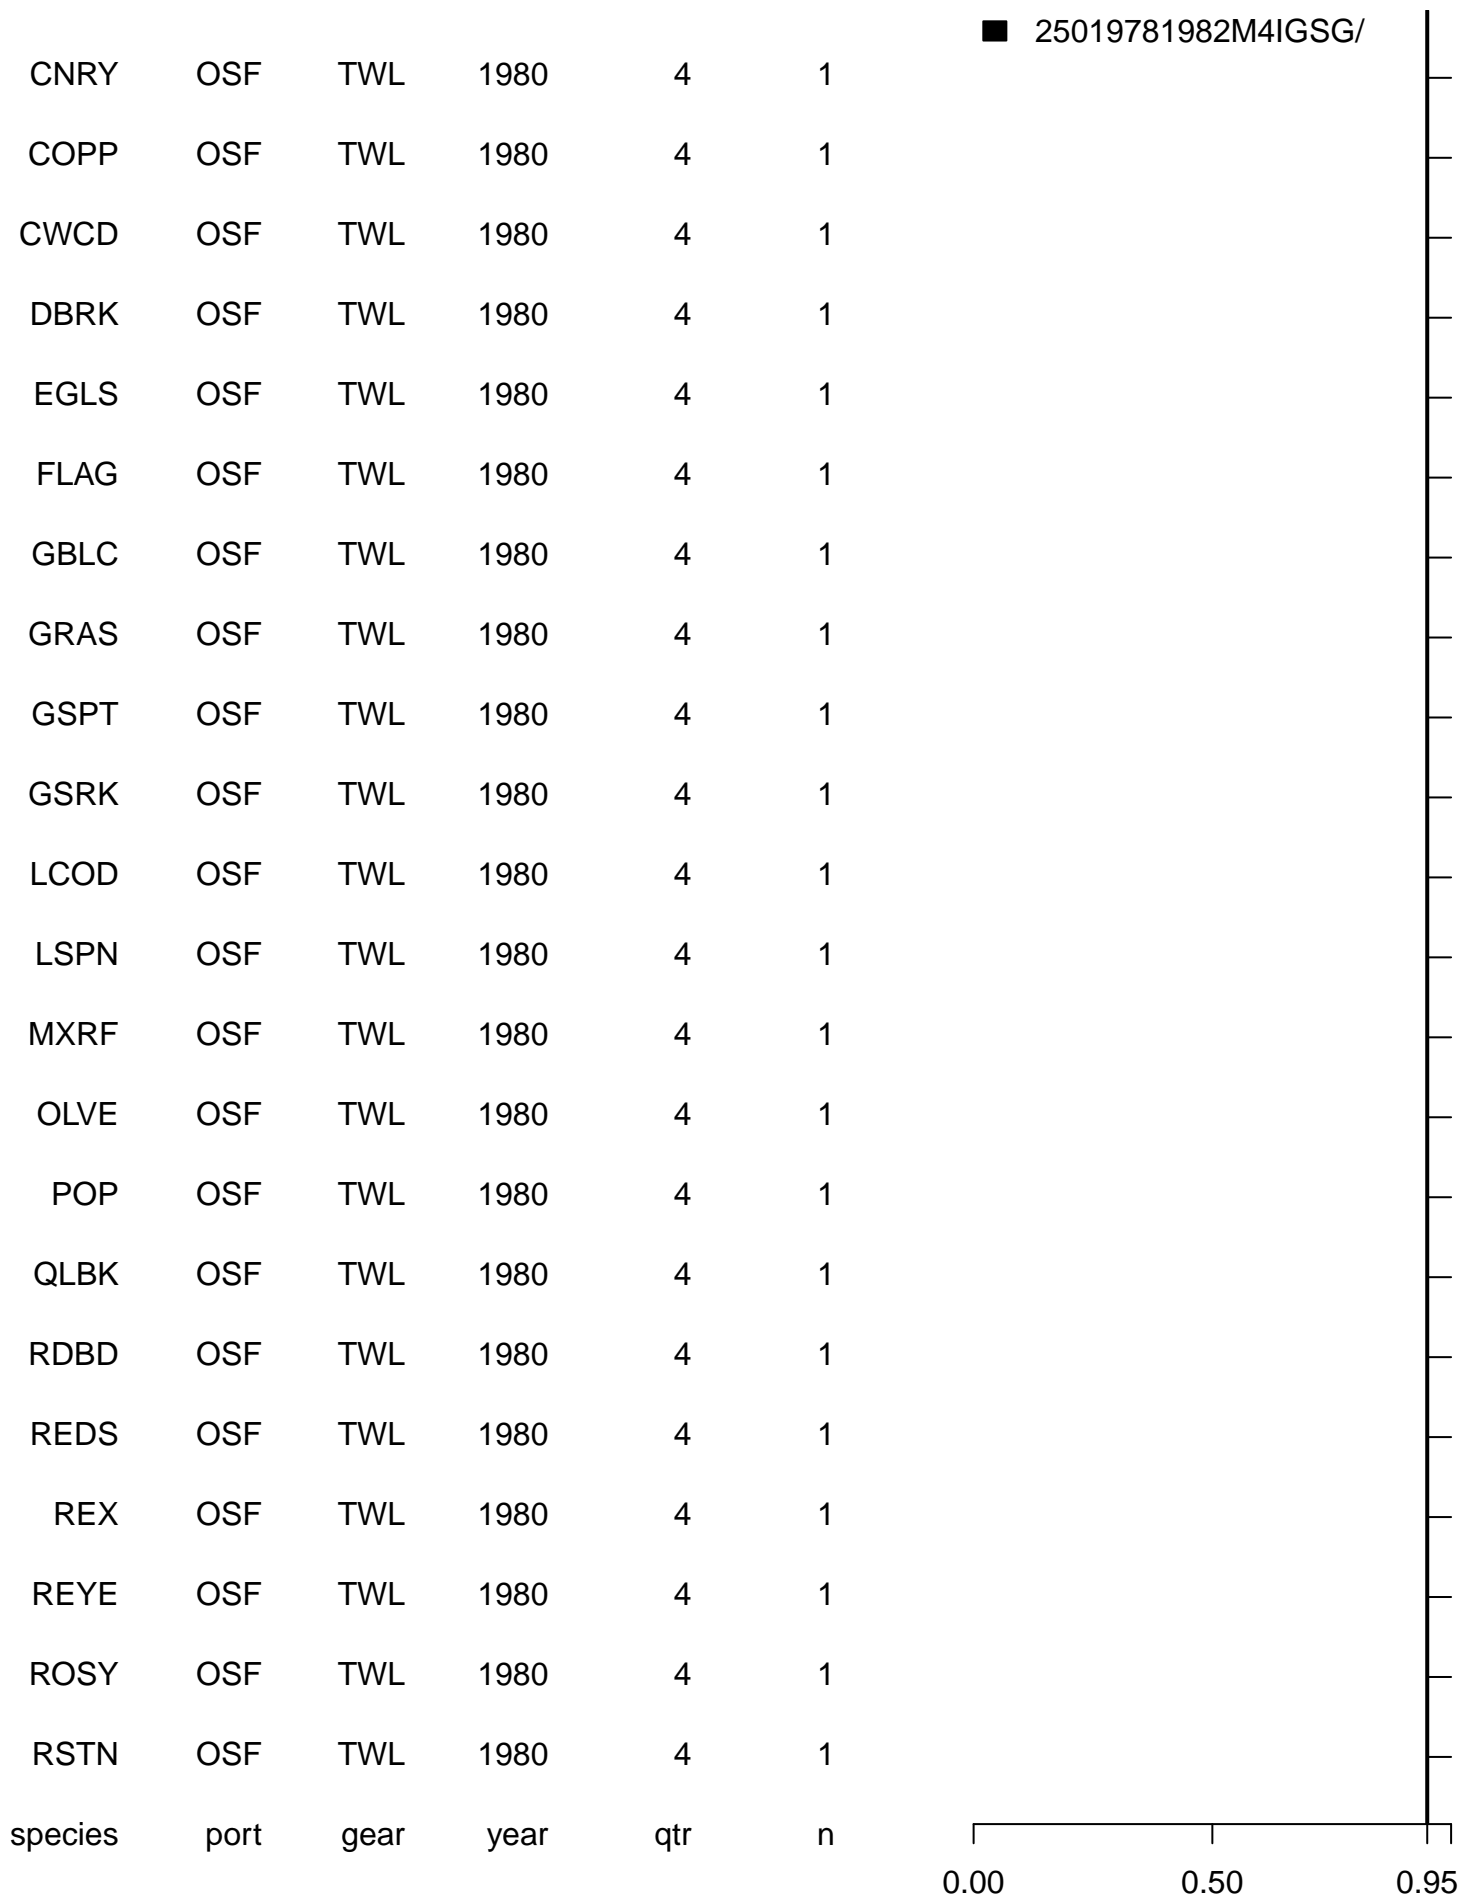 25019781982M4IGSG/
CNRY OSF TWL 1980 4 1
COPP OSF TWL 1980 4 1
CWCD OSF TWL 1980 4 1
DBRK OSF TWL 1980 4 1
EGLS OSF TWL 1980 4 1
FLAG OSF TWL 1980 4 1
GBLC OSF TWL 1980 4 1
GRAS OSF TWL 1980 4 1
GSPT OSF TWL 1980 4 1
GSRK OSF TWL 1980 4 1
LCOD OSF TWL 1980 4 1
LSPN OSF TWL 1980 4 1
MXRF OSF TWL 1980 4 1
OLVE OSF TWL 1980 4 1
POP OSF TWL 1980 4 1
QLBK OSF TWL 1980 4 1
RDBD OSF TWL 1980 4 1
REDS OSF TWL 1980 4 1
REX OSF TWL 1980 4 1
REYE OSF TWL 1980 4 1
ROSY OSF TWL 1980 4 1
RSTN OSF TWL 1980 4 1
species port gear year qtr n
0.00 0.50 0.95